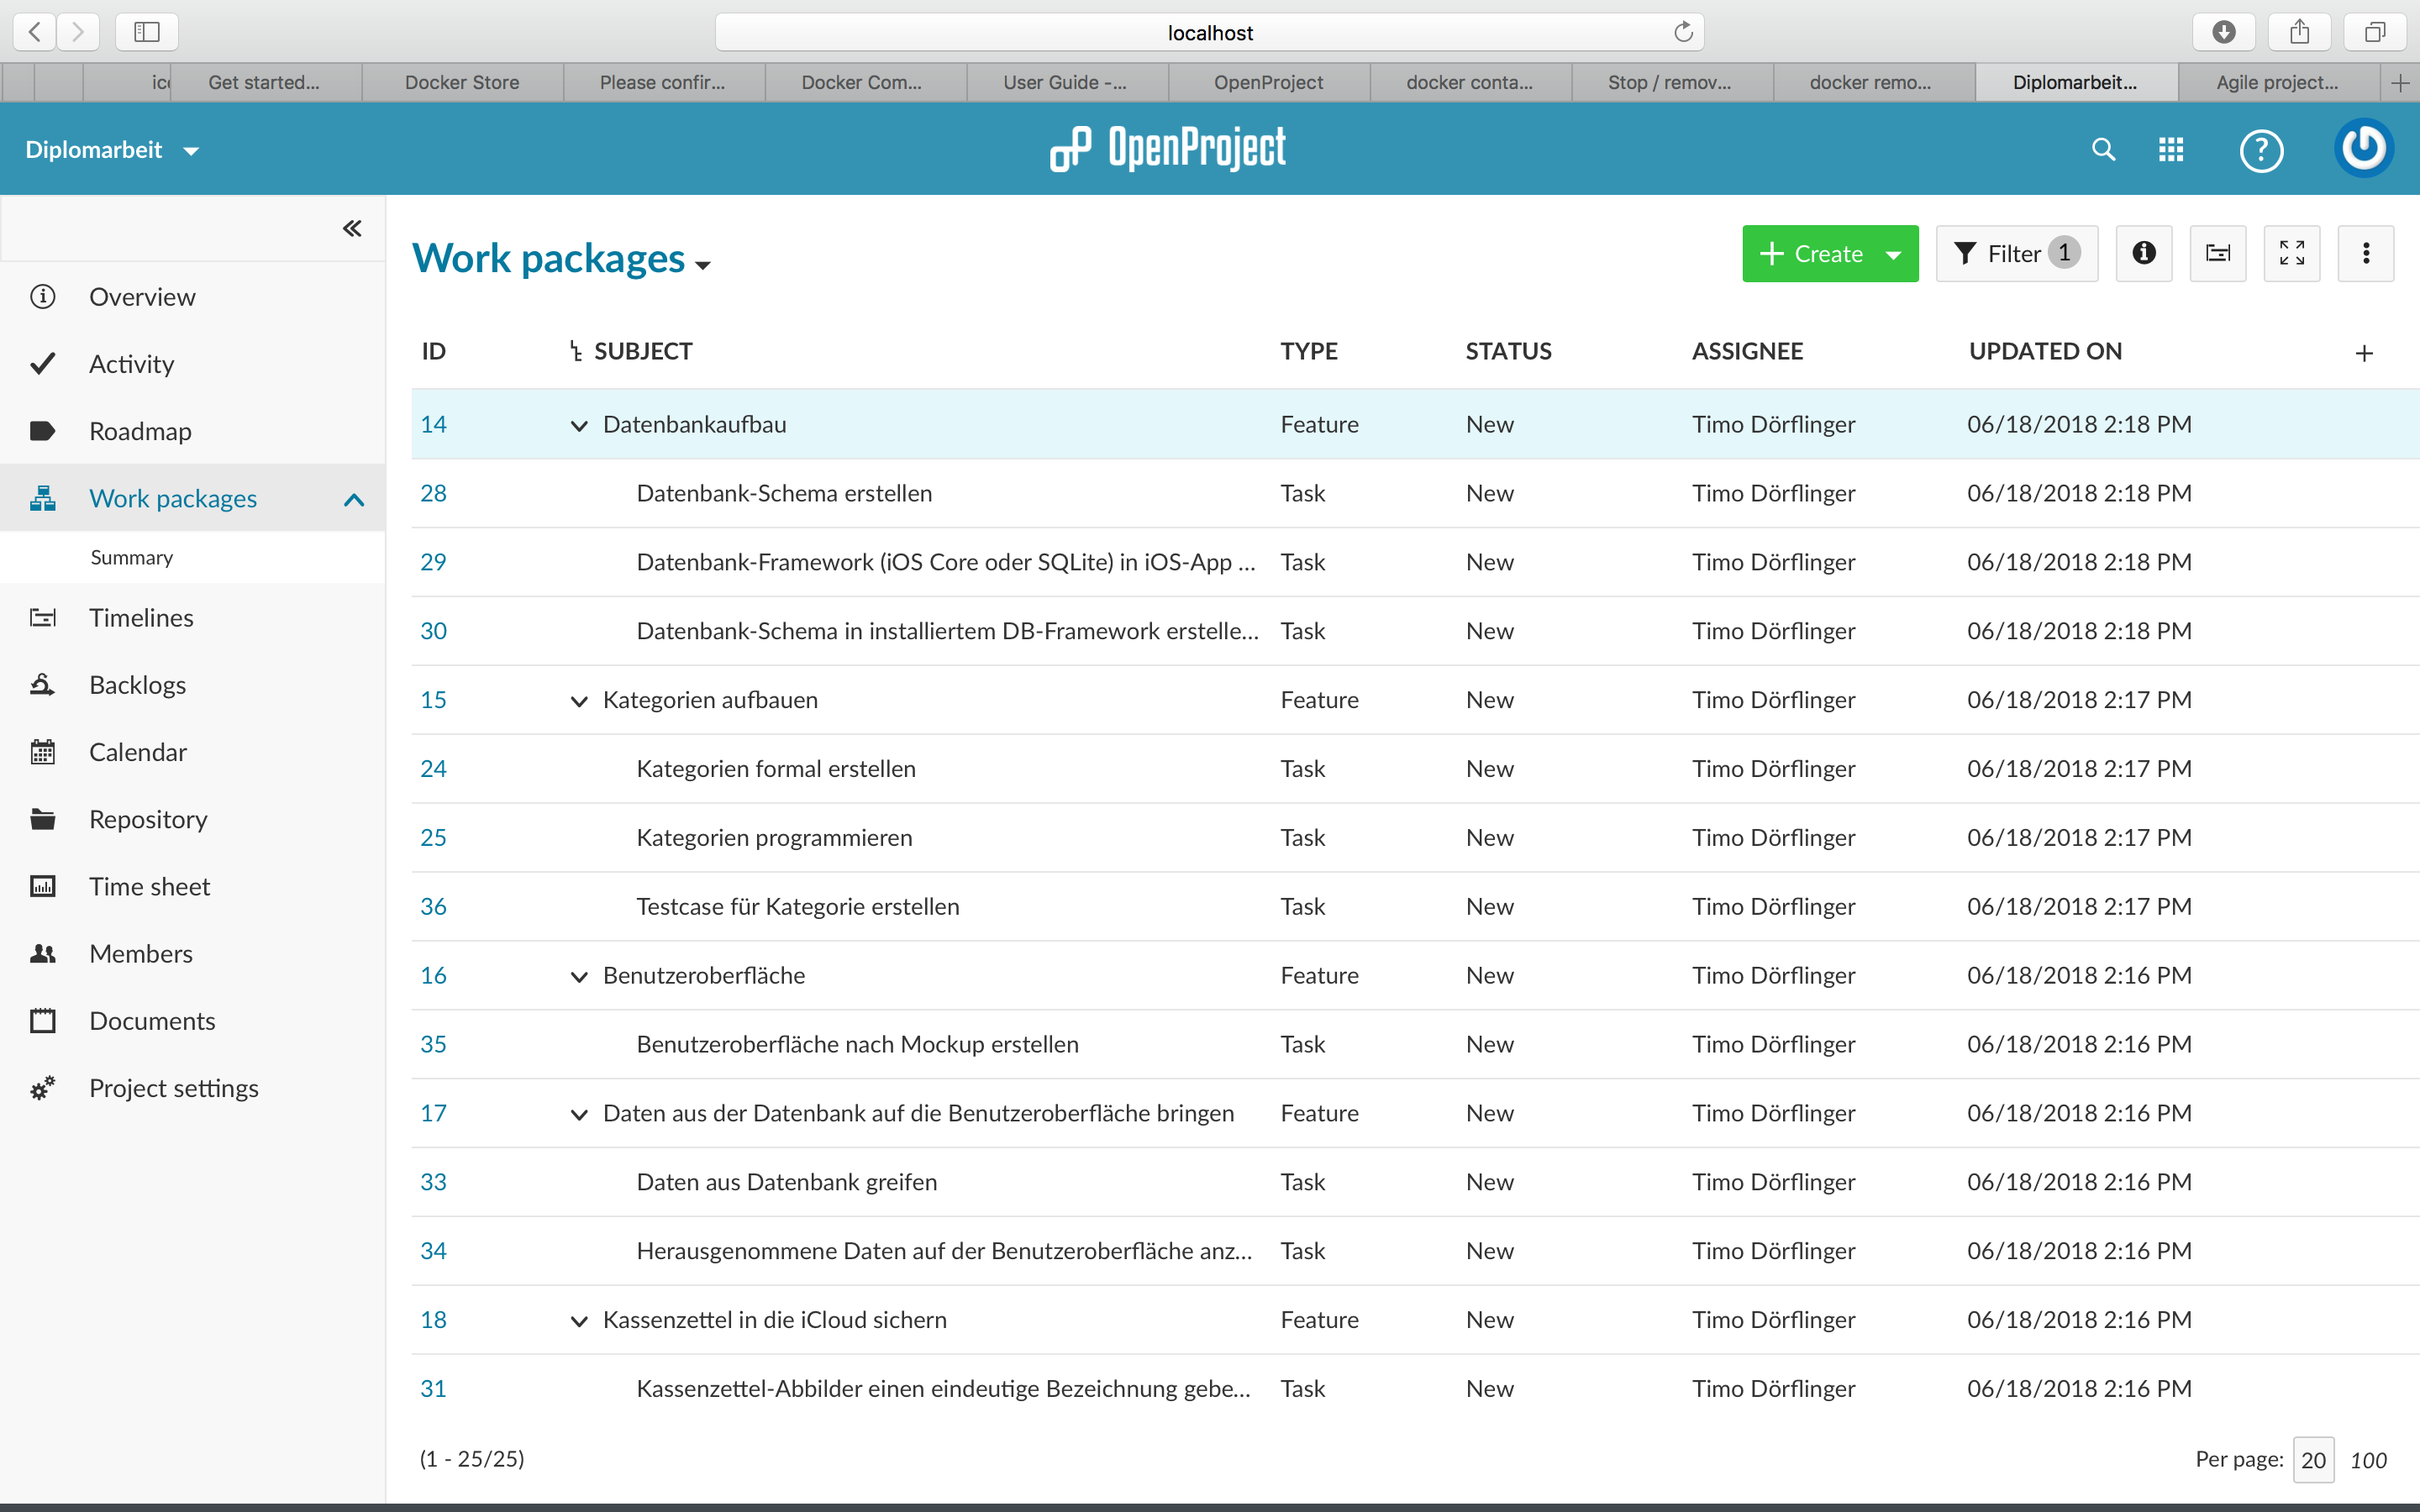 localhost
Get started...
Docker Store
Please confir...
Docker Com...
User Guide -...
OpenProject
docker conta...
Stop / remov...
docker remo...
Diplomarbeit...
Agile project...
Diplomarbeit
OpenProject
?
Overview
Activity
Roadmap
Work packages
Summary
Timelines
Backlogs
Calendar
Repository
Time sheet
Members
Documents
Project settings
Work packages
+ Create
Filter 1
ID SUBJECT TYPE STATUS ASSIGNEE UPDATED ON +
14 Datenbankaufbau Feature New Timo Dörflinger 06/18/2018 2:18 PM
28 Datenbank-Schema erstellen Task New Timo Dörflinger 06/18/2018 2:18 PM
29 Datenbank-Framework (iOS Core oder SQLite) in iOS-App ... Task New Timo Dörflinger 06/18/2018 2:18 PM
30 Datenbank-Schema in installiertem DB-Framework erstelle... Task New Timo Dörflinger 06/18/2018 2:18 PM
15 Kategorien aufbauen Feature New Timo Dörflinger 06/18/2018 2:17 PM
24 Kategorien formal erstellen Task New Timo Dörflinger 06/18/2018 2:17 PM
25 Kategorien programmieren Task New Timo Dörflinger 06/18/2018 2:17 PM
36 Testcase für Kategorie erstellen Task New Timo Dörflinger 06/18/2018 2:17 PM
16 Benutzeroberfläche Feature New Timo Dörflinger 06/18/2018 2:16 PM
35 Benutzeroberfläche nach Mockup erstellen Task New Timo Dörflinger 06/18/2018 2:16 PM
17 Daten aus der Datenbank auf die Benutzeroberfläche bringen Feature New Timo Dörflinger 06/18/2018 2:16 PM
33 Daten aus Datenbank greifen Task New Timo Dörflinger 06/18/2018 2:16 PM
34 Herausgenommene Daten auf der Benutzeroberfläche anz... Task New Timo Dörflinger 06/18/2018 2:16 PM
18 Kassenzettel in die iCloud sichern Feature New Timo Dörflinger 06/18/2018 2:16 PM
31 Kassenzettel-Abbilder einen eindeutige Bezeichnung gebe... Task New Timo Dörflinger 06/18/2018 2:16 PM
(1 - 25/25)
Per page: 20 100